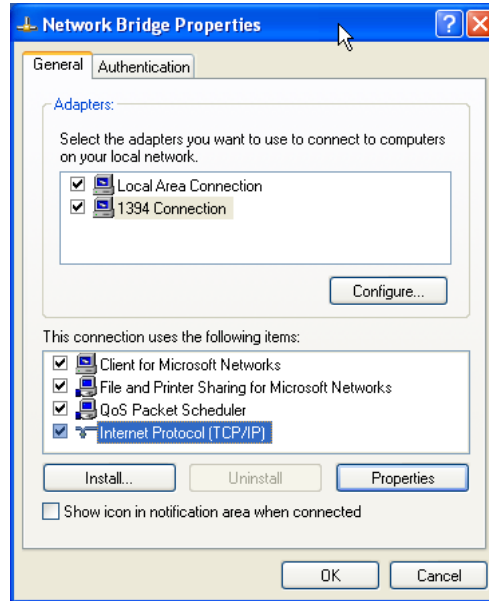 Network Bridge Properties
General Authentication
Adapters:
Select the adapters you want to use to connect to computers
on your local network.
Local Area Connection
1394 Connection
Configure...
This connection uses the following items:
Client for Microsoft Networks
File and Printer Sharing for Microsoft Networks
QoS Packet Scheduler
Internet Protocol (TCP/IP)
Install... Uninstall Properties
Show icon in notification area when connected
OK Cancel